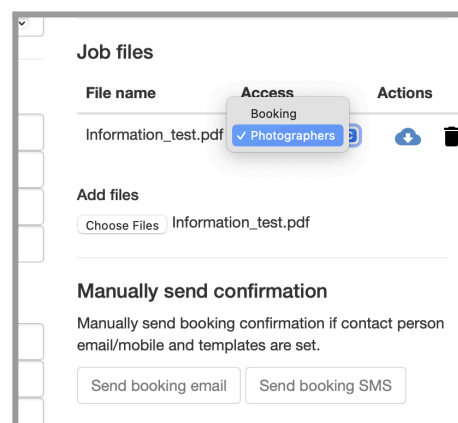 Job files
File name Access Actions
Booking
Information_test.pdf ✓ Photographers
Add files
Choose Files Information_test.pdf
Manually send confirmation
Manually send booking confirmation if contact person
email/mobile and templates are set.
Send booking email Send booking SMS